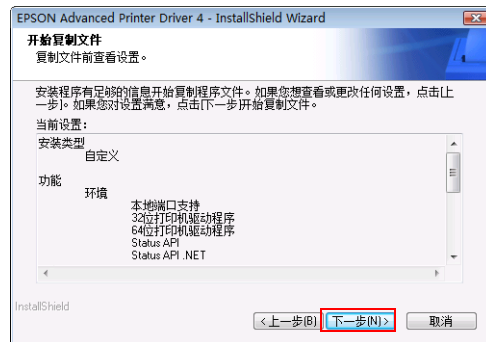 EPSON Advanced Printer Driver 4 - InstallShield Wizard
开始复制文件
复制文件前查看设置。
安装程序有足够的信息开始复制程序文件。如果您想查看或更改任何设置，点击[上
一步]。如果您对设置满意，点击[下一步]开始复制文件。
当前设置：
安装类型
自定义
功能
环境
本地端口支持
32位打印机驱动程序
64位打印机驱动程序
Status API
Status API .NET
InstallShield
<上一步(B)
下一步(N)>
取消